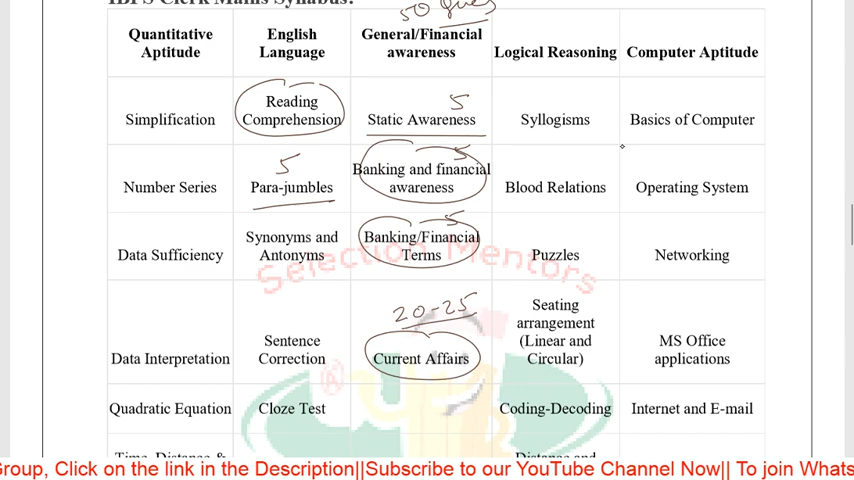 IBPS Clerk Mains Syllabus:
50 Ques
Quantitative Aptitude
English Language
General/Financial awareness
Logical Reasoning
Computer Aptitude
Simplification
Reading Comprehension
5
Static Awareness
Syllogisms
Basics of Computer
Number Series
5
Para-jumbles
5
Banking and financial awareness
Blood Relations
Operating System
Data Sufficiency
Synonyms and Antonyms
5
Banking/Financial Terms
Puzzles
Networking
Selection Mentors
Data Interpretation
Sentence Correction
20-25
Current Affairs
Seating arrangement (Linear and Circular)
MS Office applications
Quadratic Equation
Cloze Test
Coding-Decoding
Internet and E-mail
Time, Distance &
Distance and
Group, Click on the link in the Description||Subscribe to our YouTube Channel Now|| To join Whats